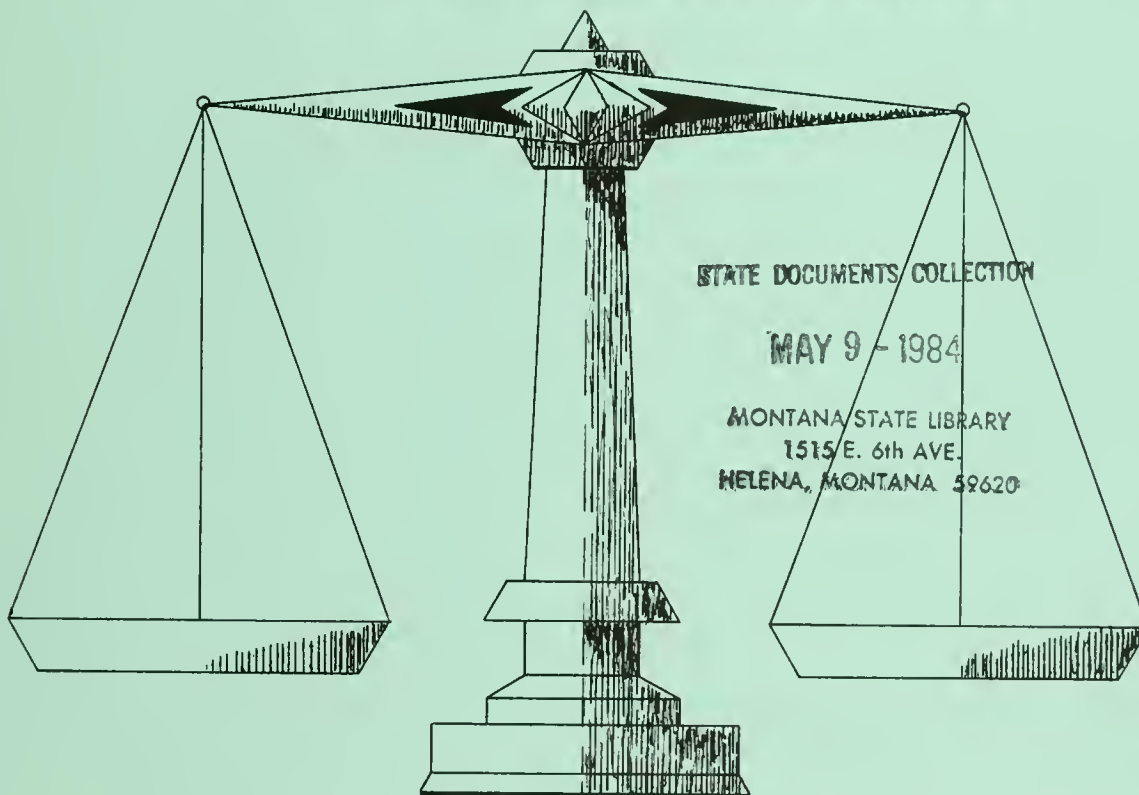 STATE DOCUMENTS COLLECTION
MAY 9 - 1984
MONTANA STATE LIBRARY
1515 E. 6th AVE.
HELENA, MONTANA 59620